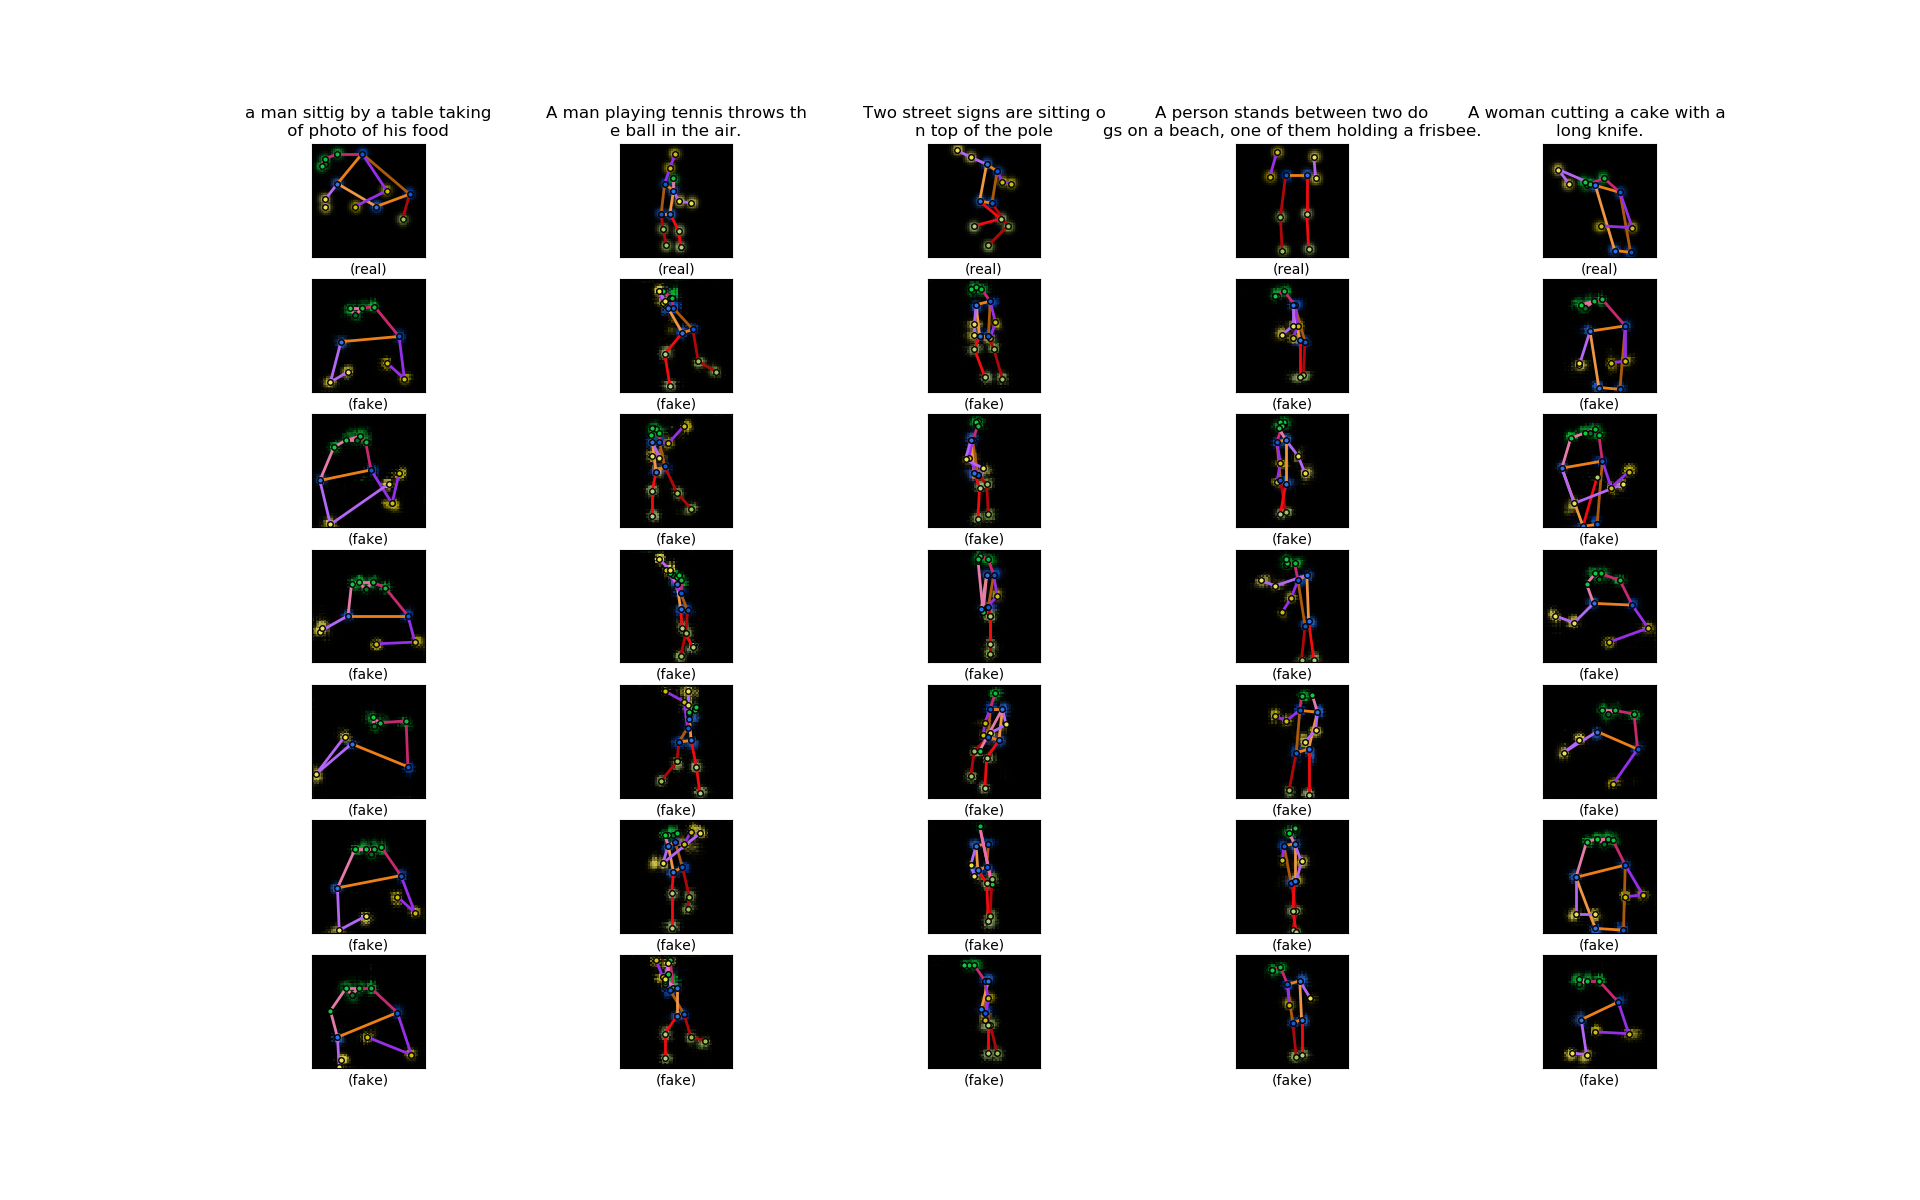 a man sittig by a table taking
of photo of his food
A man playing tennis throws th
e ball in the air.
Two street signs are sitting o
n top of the pole
A person stands between two do
gs on a beach, one of them holding a frisbee.
A woman cutting a cake with a
long knife.
(real) (real) (real) (real) (real)
(fake) (fake) (fake) (fake) (fake)
(fake) (fake) (fake) (fake) (fake)
(fake) (fake) (fake) (fake) (fake)
(fake) (fake) (fake) (fake) (fake)
(fake) (fake) (fake) (fake) (fake)
(fake) (fake) (fake) (fake) (fake)